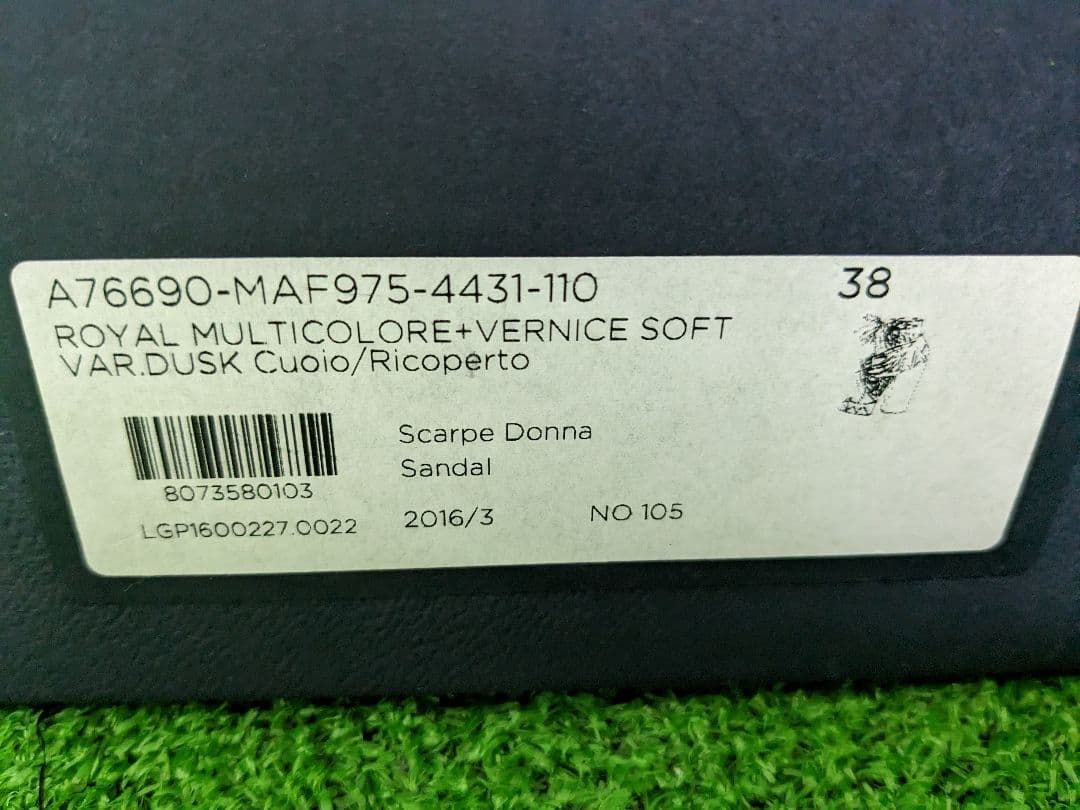 A76690-MAF975-4431-110
38
ROYAL MULTICOLORE+VERNICE SOFT
VAR.DUSK Cuoio/Ricoperto
Scarpe Donna
Sandal
8073580103
LGP1600227.0022
2016/3
NO 105